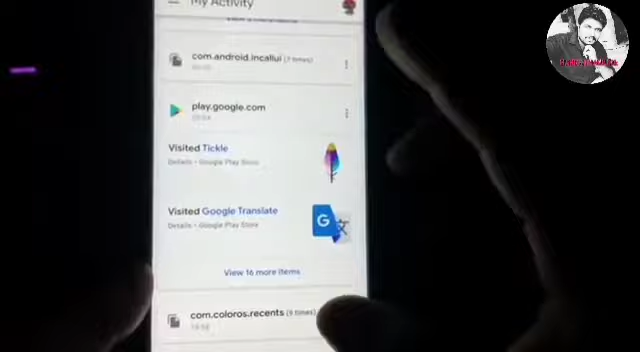 My Activity
com.android.incallui (7 times)
play.google.com
Visited Tickle
Details • Google Play Store
Visited Google Translate
Details • Google Play Store
G
View 16 more items
com.coloros.recents (9 times)